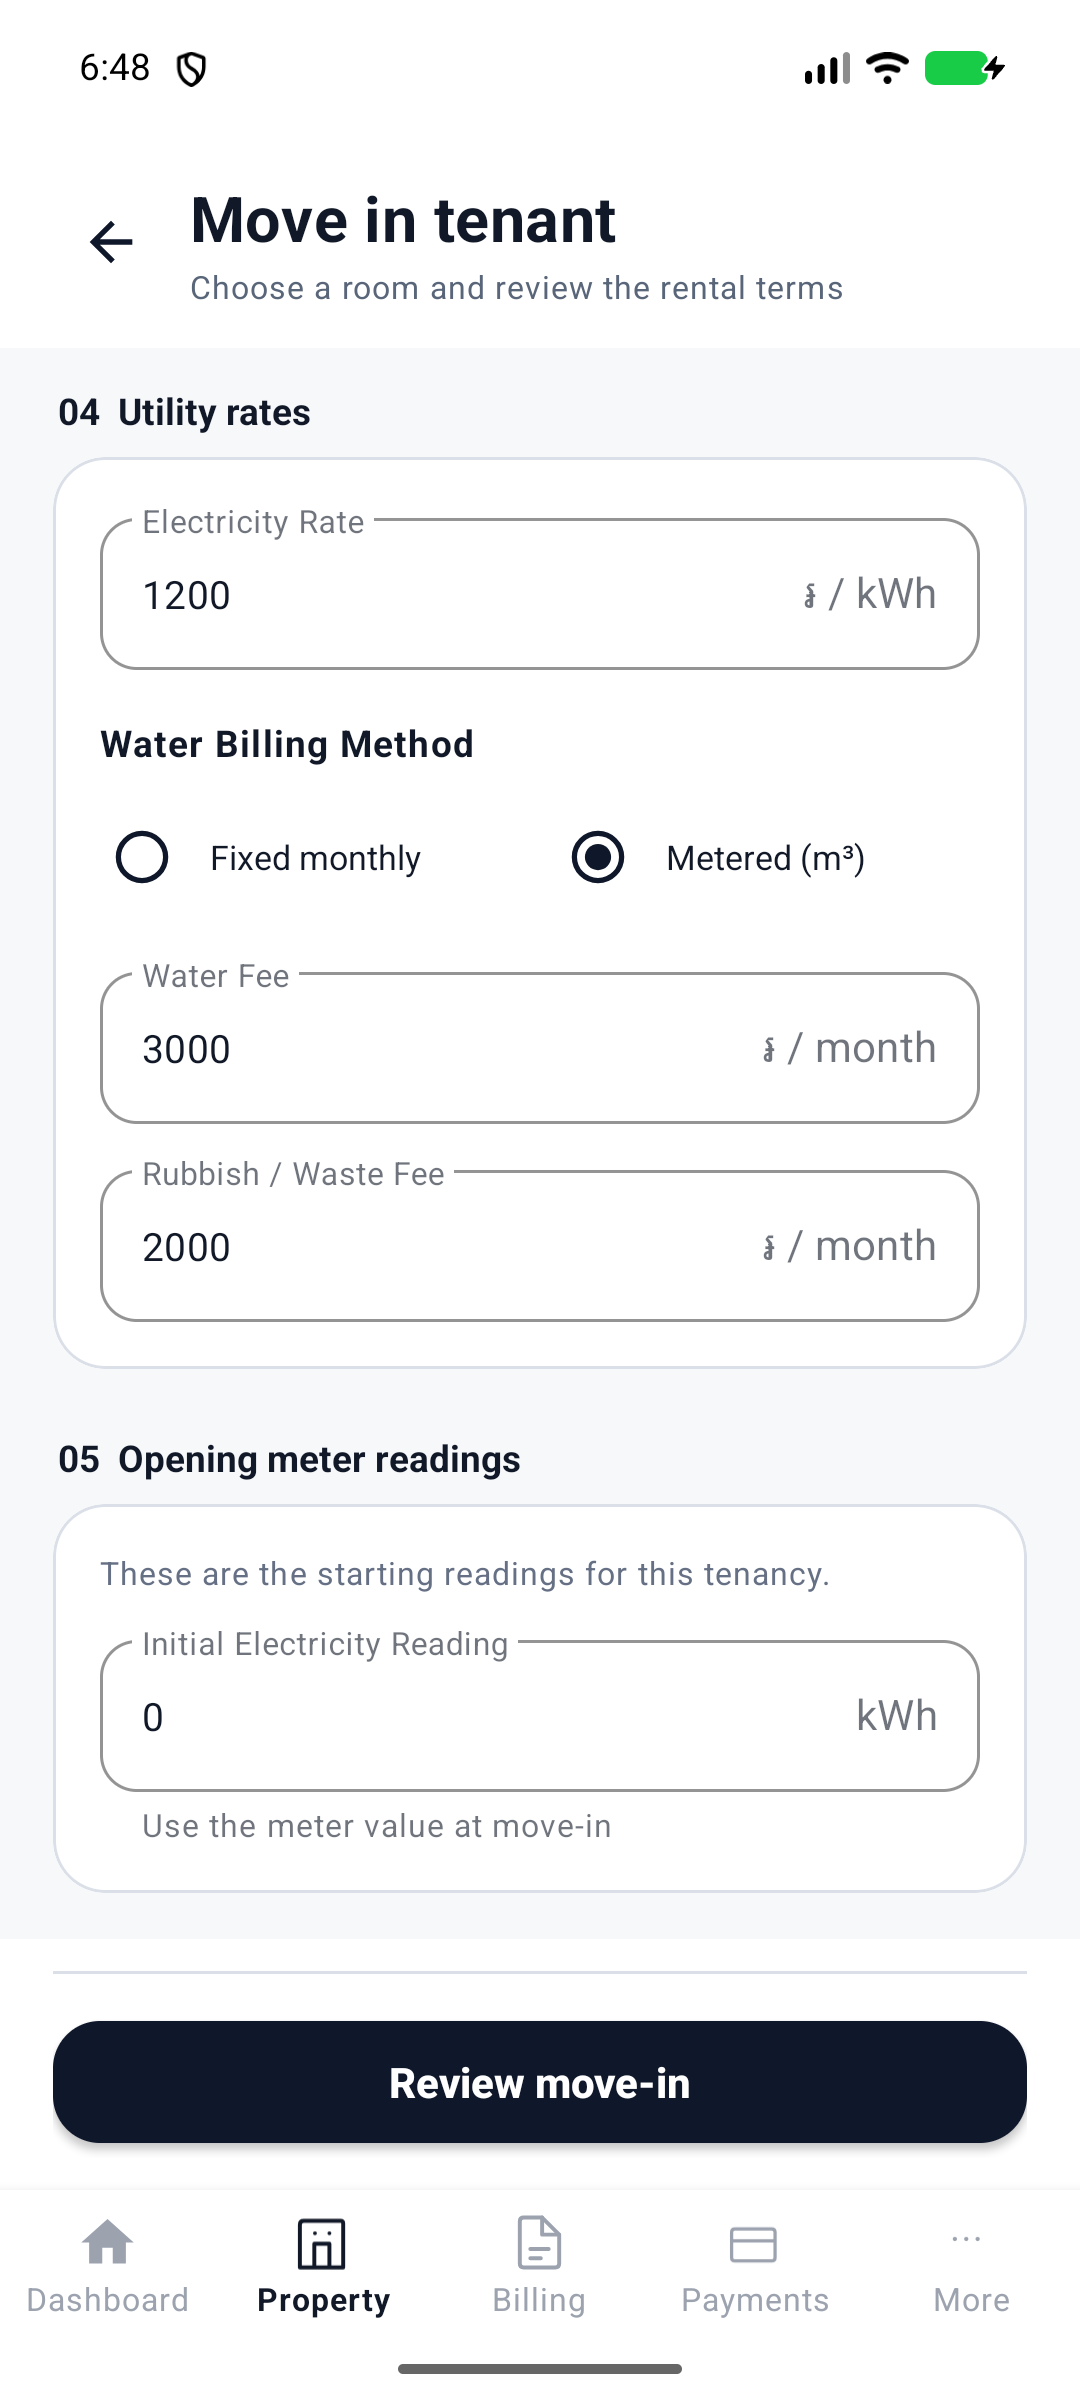 6:48
Move in tenant
Choose a room and review the rental terms
04 Utility rates
Electricity Rate
1200 ៛ / kWh
Water Billing Method
Fixed monthly
Metered (m³)
Water Fee
3000 ៛ / month
Rubbish / Waste Fee
2000 ៛ / month
05 Opening meter readings
These are the starting readings for this tenancy.
Initial Electricity Reading
0 kWh
Use the meter value at move-in
Review move-in
Dashboard
Property
Billing
Payments
More